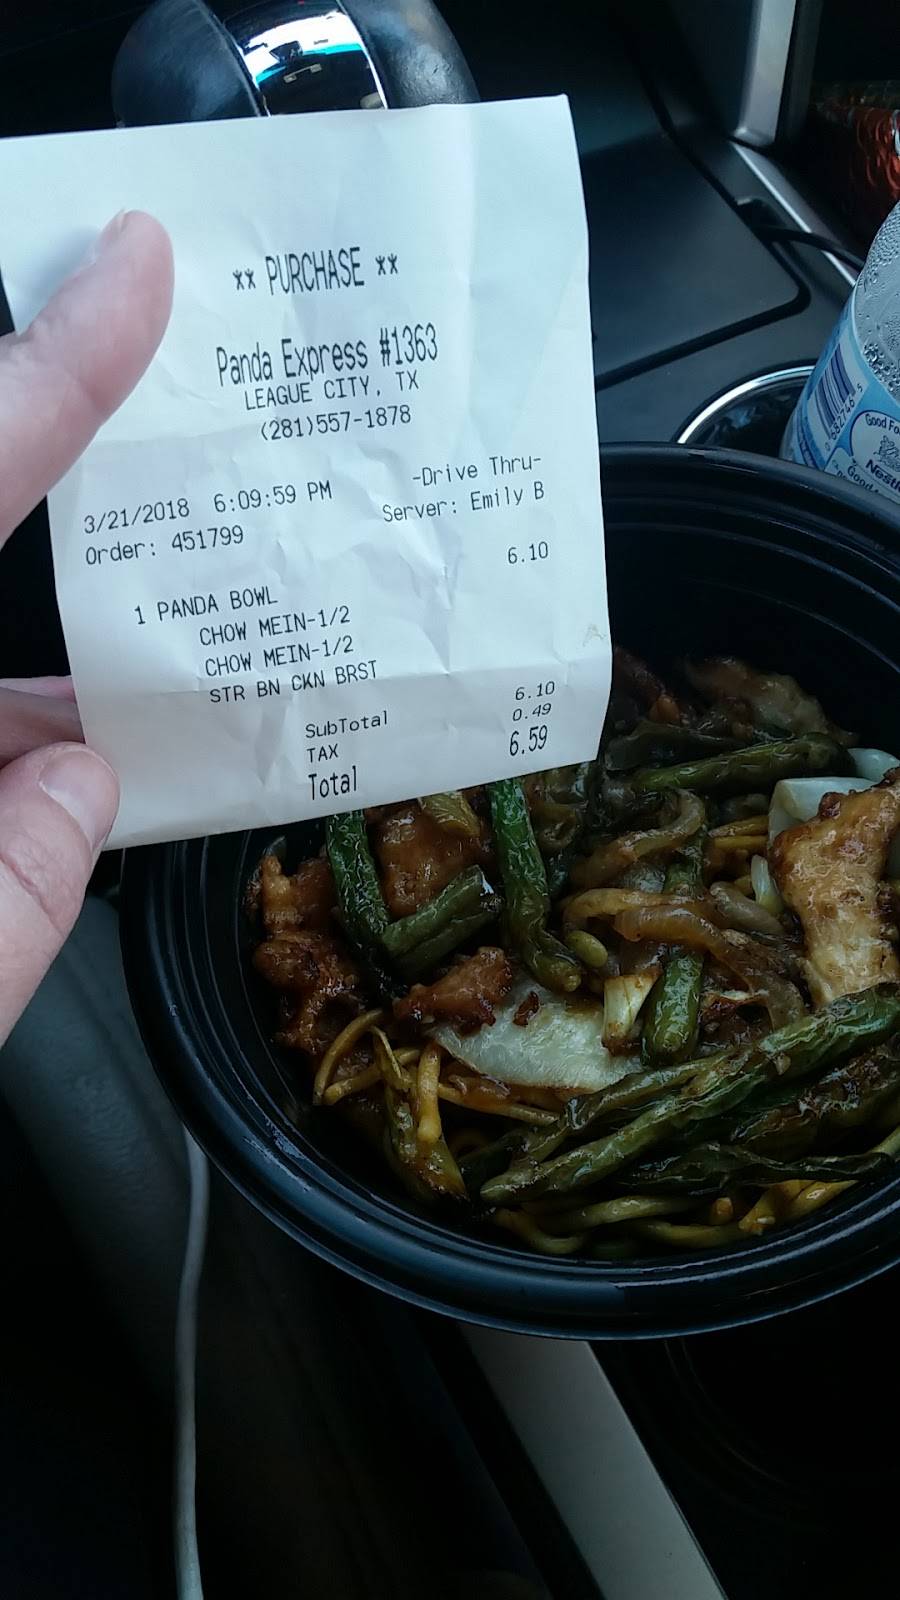 ** PURCHASE **
Panda Express #1363
LEAGUE CITY, TX
(281)557-1878
-Drive Thru-
3/21/2018 6:09:59 PM
Server: Emily B
Order: 451799
6.10
1 PANDA BOWL
CHOW MEIN-1/2
CHOW MEIN-1/2
STR BN CKN BRST
SubTotal 6.10
TAX 0.49
Total 6.59
Good
Good